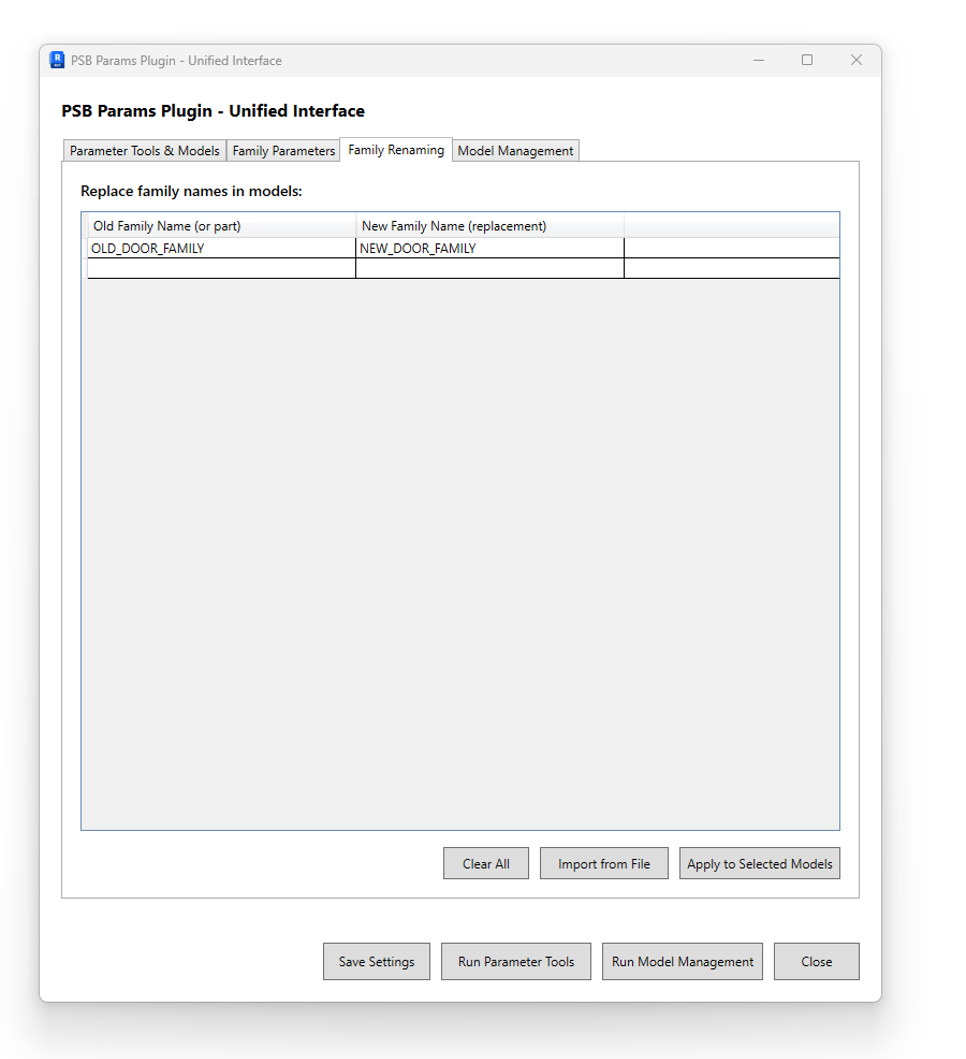 PSB Params Plugin - Unified Interface
PSB Params Plugin - Unified Interface
Parameter Tools & Models Family Parameters Family Renaming Model Management
Replace family names in models:
Old Family Name (or part) New Family Name (replacement)
OLD_DOOR_FAMILY NEW_DOOR_FAMILY
Clear All Import from File Apply to Selected Models
Save Settings Run Parameter Tools Run Model Management Close